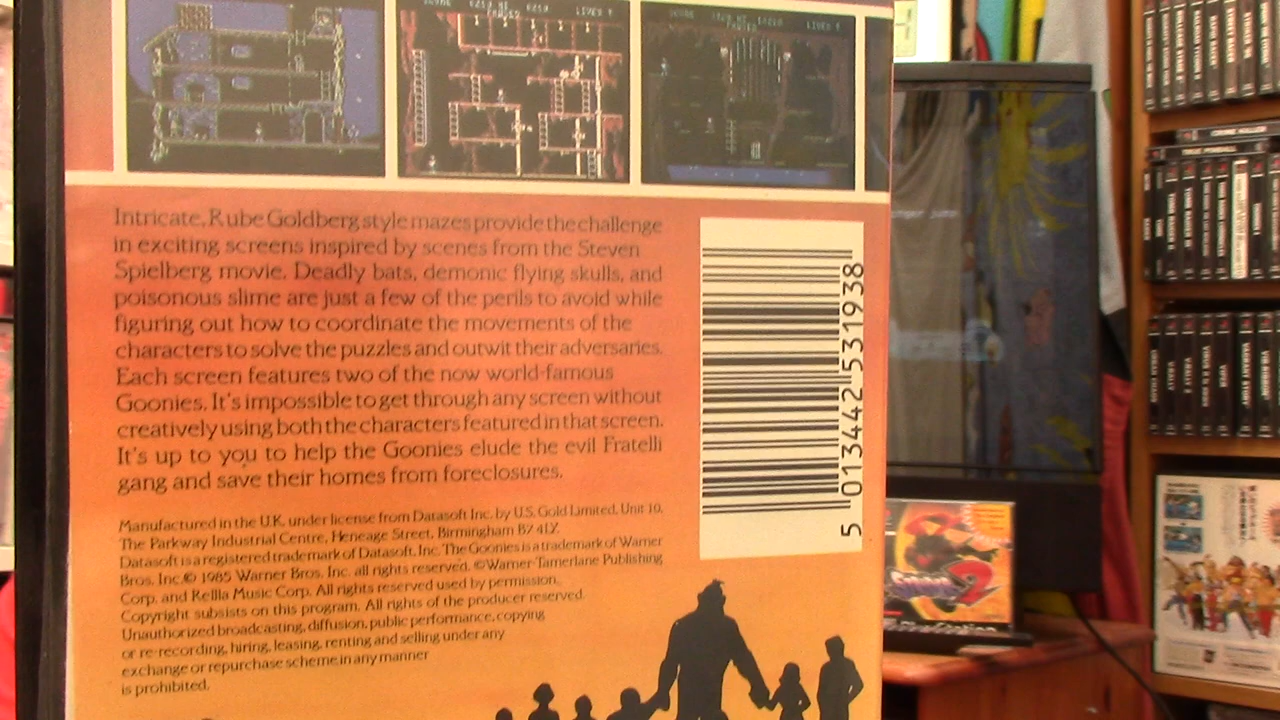 LIVES
LIVES
Intricate, Rube Goldberg style mazes provide the challenge
in exciting screens inspired by scenes from the Steven
Spielberg movie. Deadly bats, demonic flying skulls, and
poisonous slime are just a few of the perils to avoid while
figuring out how to coordinate the movements of the
characters to solve the puzzles and outwit their adversaries.
Each screen features two of the now world-famous
Goonies. It's impossible to get through any screen without
creatively using both the characters featured in that screen.
It's up to you to help the Goonies elude the evil Fratelli
gang and save their homes from foreclosures.
Manufactured in the U.K. under license from Datasoft Inc. by U.S. Gold Limited, Unit 10,
The Parkway Industrial Centre, Heneage Street, Birmingham B7 4LY.
Datasoft is a registered trademark of Datasoft, Inc. The Goonies is a trademark of Warner
Bros. Inc. © 1985 Warner Bros. Inc. all rights reserved. © Warner-Tamerlane Publishing
Corp. and Rellla Music Corp. All rights reserved used by permission.
Copyright subsists on this program. All rights of the producer reserved.
Unauthorized broadcasting, diffusion, public performance, copying
or re-recording, hiring, leasing, renting and selling under any
exchange or repurchase scheme in any manner
is prohibited.
5 013442 531938
2